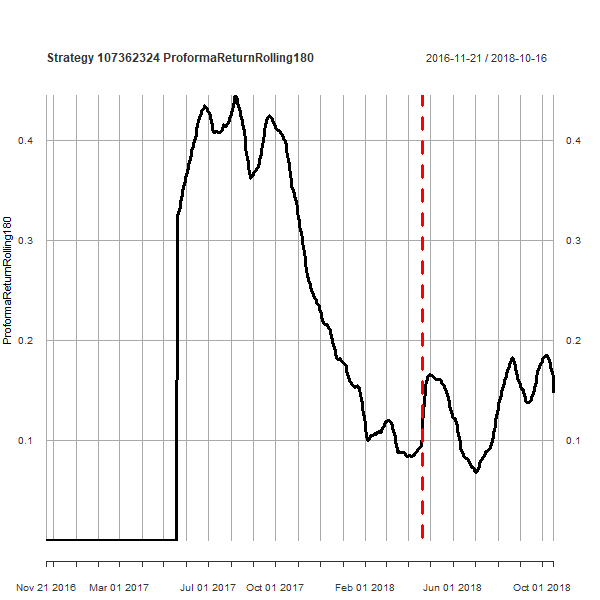 Strategy 107362324 ProformaReturnRolling180
2016-11-21 / 2018-10-16
ProformaReturnRolling180
0.4
0.3
0.2
0.1
0.4
0.3
0.2
0.1
Nov 21 2016
Mar 01 2017
Jul 01 2017
Oct 01 2017
Feb 01 2018
Jun 01 2018
Oct 01 2018